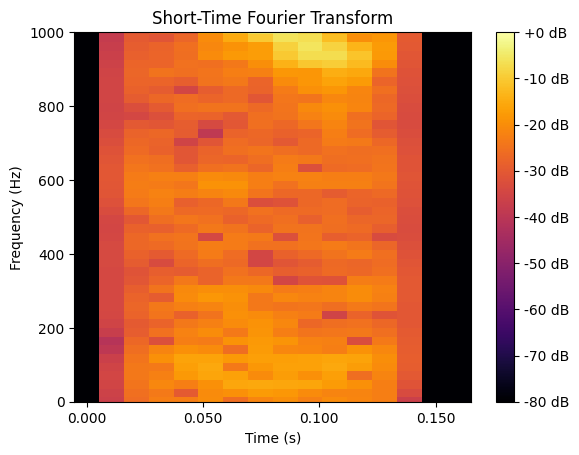 Short-Time Fourier Transform
1000
800
600
400
200
0
Frequency (Hz)
0.000
0.050
0.100
0.150
Time (s)
+0 dB
-10 dB
-20 dB
-30 dB
-40 dB
-50 dB
-60 dB
-70 dB
-80 dB